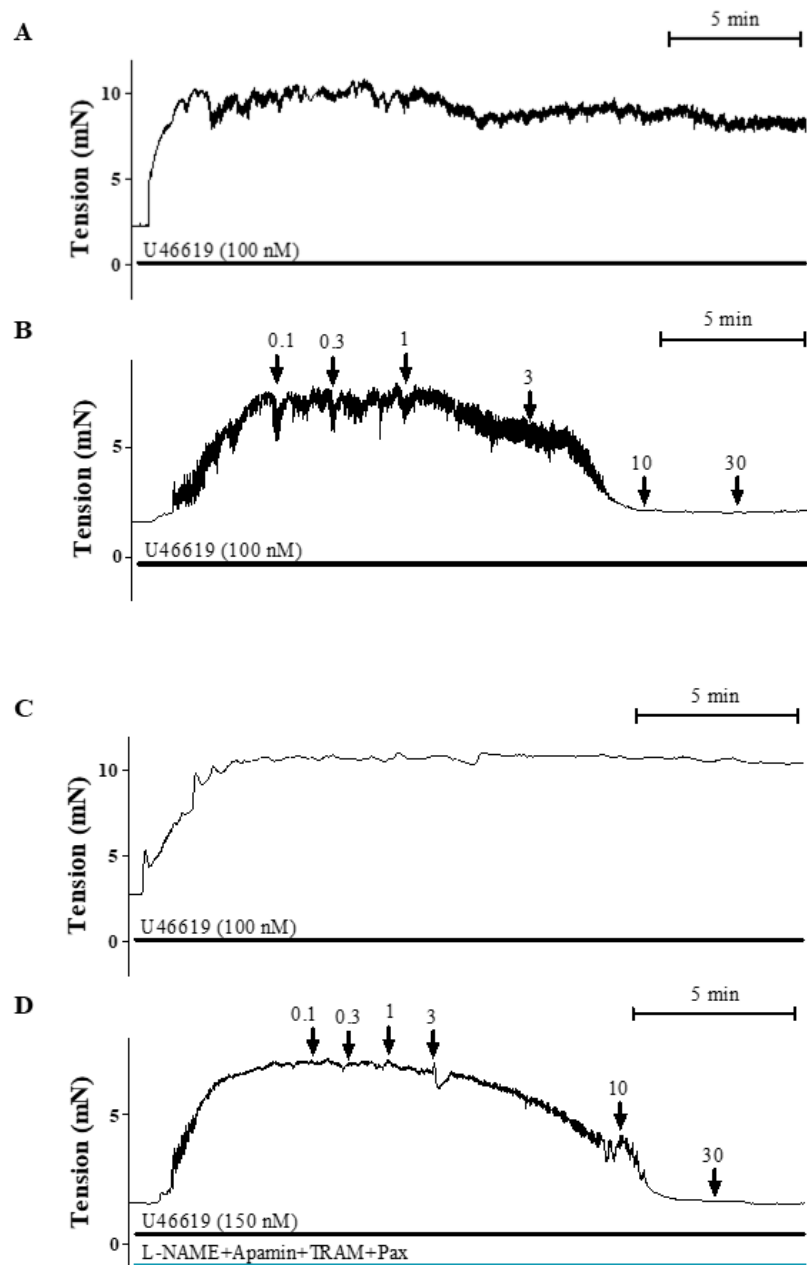 A
5 min
Tension (mN)
10
5
0
U46619 (100 nM)
B
5 min
0.1
0.3
1
3
10
30
Tension (mN)
5
0
U46619 (100 nM)
C
5 min
Tension (mN)
10
5
0
U46619 (100 nM)
D
5 min
0.1
0.3
1
3
10
30
Tension (mN)
5
0
U46619 (150 nM)
L-NAME+Apamin+TRAM+Pax